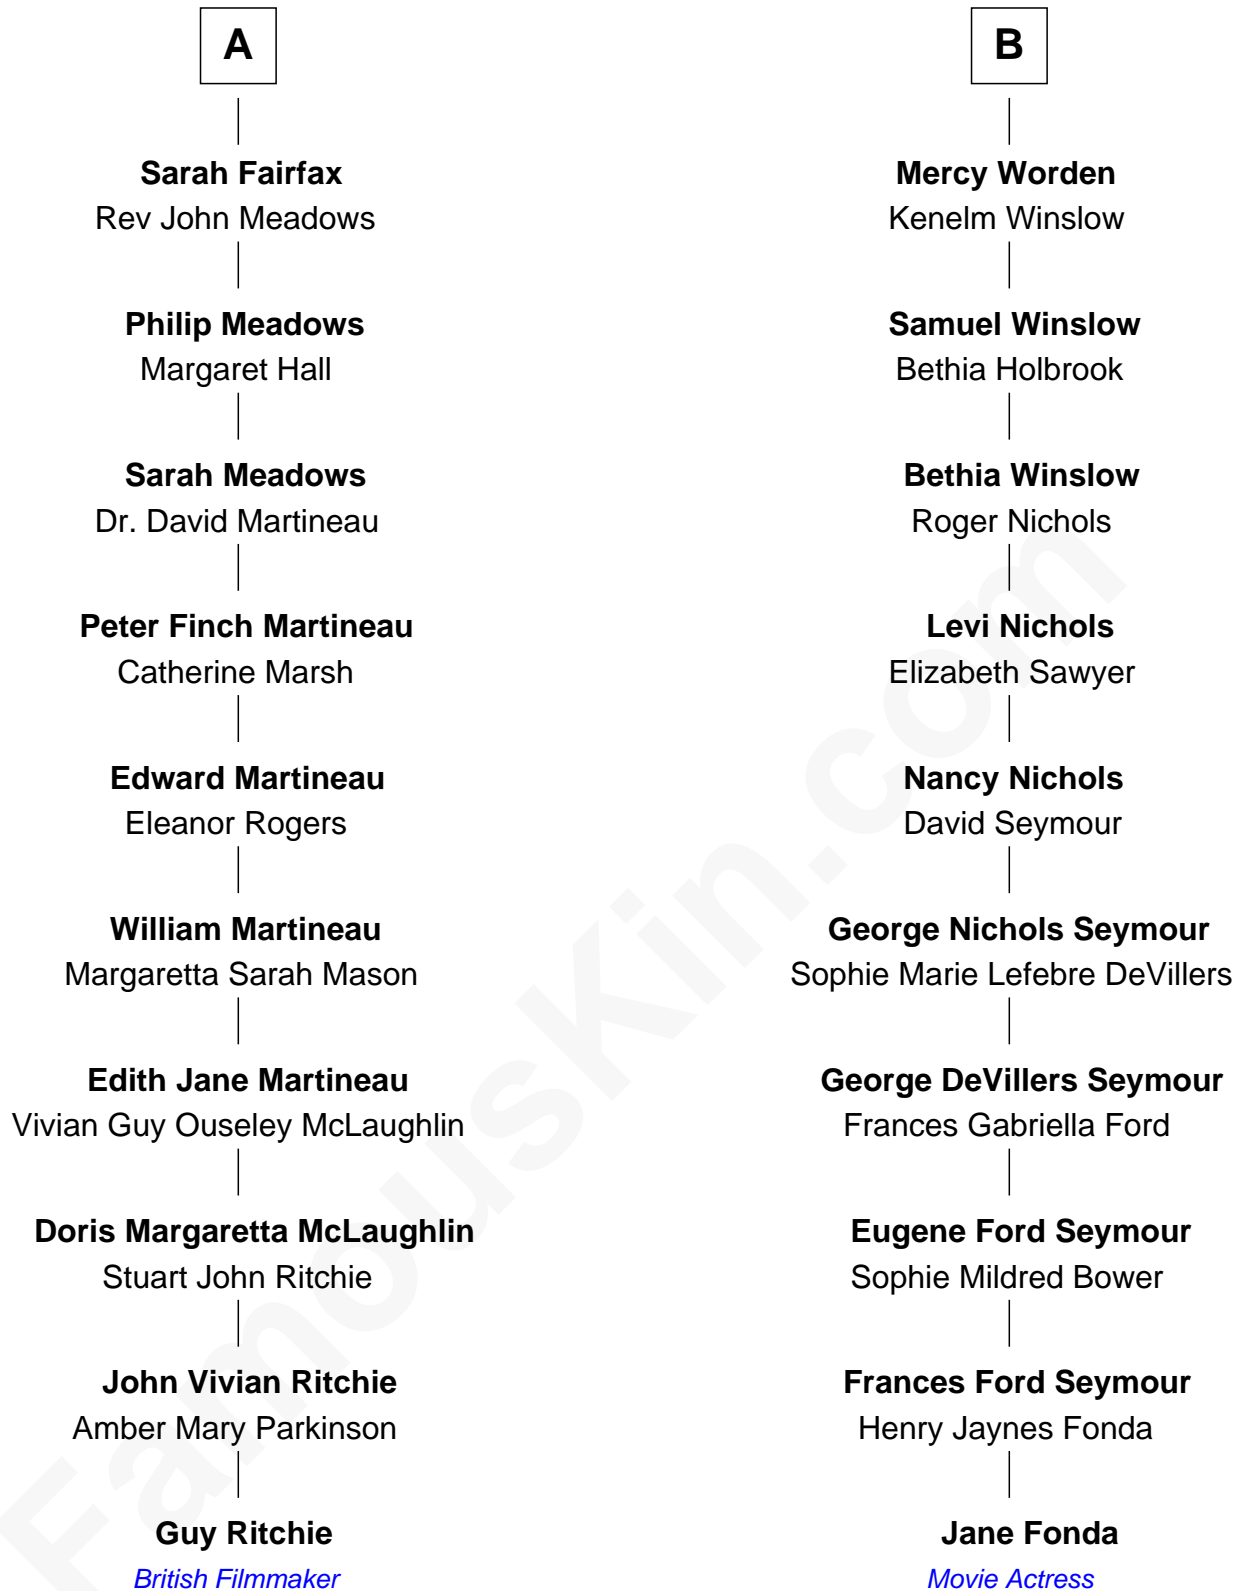 A
Sarah Fairfax
Rev John Meadows
Philip Meadows
Margaret Hall
Sarah Meadows
Dr. David Martineau
Peter Finch Martineau
Catherine Marsh
Edward Martineau
Eleanor Rogers
William Martineau
Margaretta Sarah Mason
Edith Jane Martineau
Vivian Guy Ouseley McLaughlin
Doris Margaretta McLaughlin
Stuart John Ritchie
John Vivian Ritchie
Amber Mary Parkinson
Guy Ritchie
British Filmmaker
B
Mercy Worden
Kenelm Winslow
Samuel Winslow
Bethia Holbrook
Bethia Winslow
Roger Nichols
Levi Nichols
Elizabeth Sawyer
Nancy Nichols
David Seymour
George Nichols Seymour
Sophie Marie Lefebre DeVillers
George DeVillers Seymour
Frances Gabriella Ford
Eugene Ford Seymour
Sophie Mildred Bower
Frances Ford Seymour
Henry Jaynes Fonda
Jane Fonda
Movie Actress
FamousKin.com